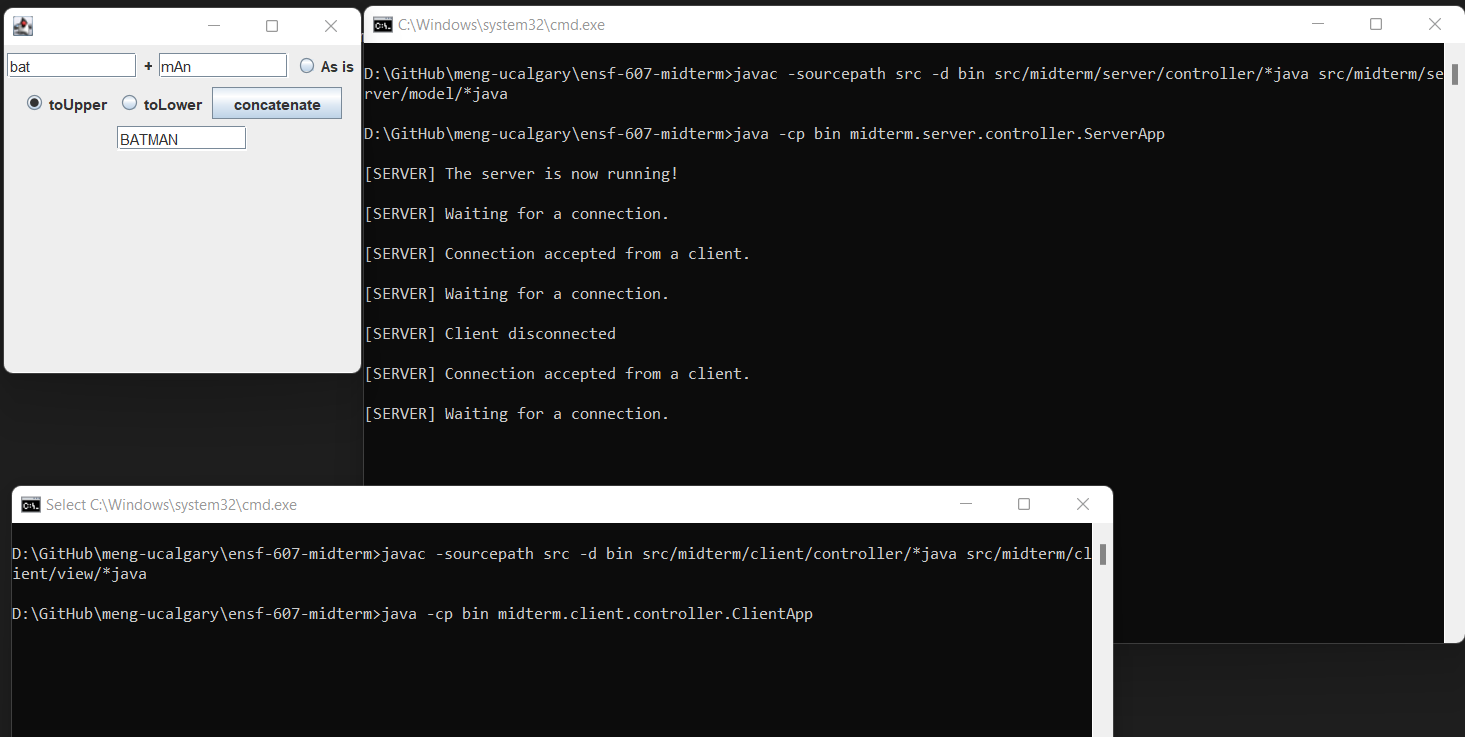 bat + mAn As is
toUpper toLower concatenate
BATMAN
C:\Windows\system32\cmd.exe
D:\GitHub\meng-ucalgary\ensf-607-midterm>javac -sourcepath src -d bin src/midterm/server/controller/*java src/midterm/se
rver/model/*java
D:\GitHub\meng-ucalgary\ensf-607-midterm>java -cp bin midterm.server.controller.ServerApp
[SERVER] The server is now running!
[SERVER] Waiting for a connection.
[SERVER] Connection accepted from a client.
[SERVER] Waiting for a connection.
[SERVER] Client disconnected
[SERVER] Connection accepted from a client.
[SERVER] Waiting for a connection.
Select C:\Windows\system32\cmd.exe
D:\GitHub\meng-ucalgary\ensf-607-midterm>javac -sourcepath src -d bin src/midterm/client/controller/*java src/midterm/cl
ient/view/*java
D:\GitHub\meng-ucalgary\ensf-607-midterm>java -cp bin midterm.client.controller.ClientApp